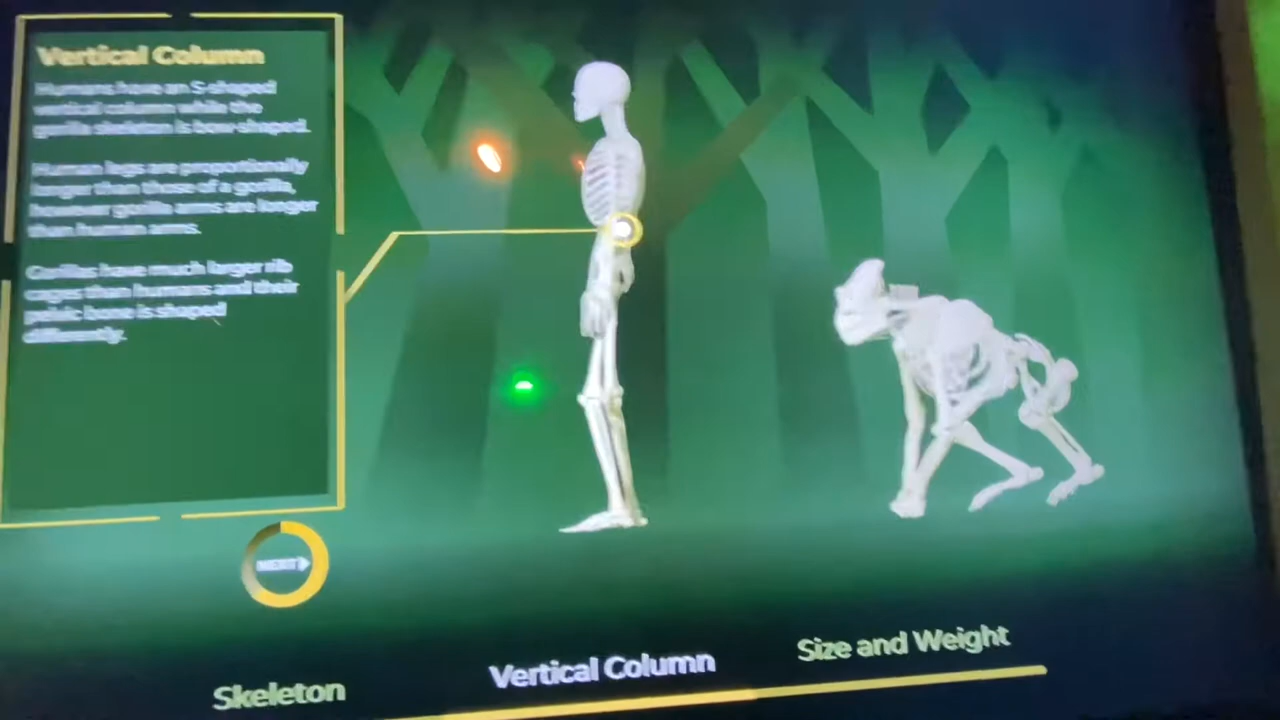 Vertical Column
Humans have an S-shaped
vertical column while the
gorilla skeleton is bow shaped.
Human legs are proportionally
longer than those of a gorilla,
however gorilla arms are longer
than human arms.
Gorillas have much larger rib
cages than humans and their
pelvic bone is shaped
differently.
NEXT
Skeleton
Vertical Column
Size and Weight